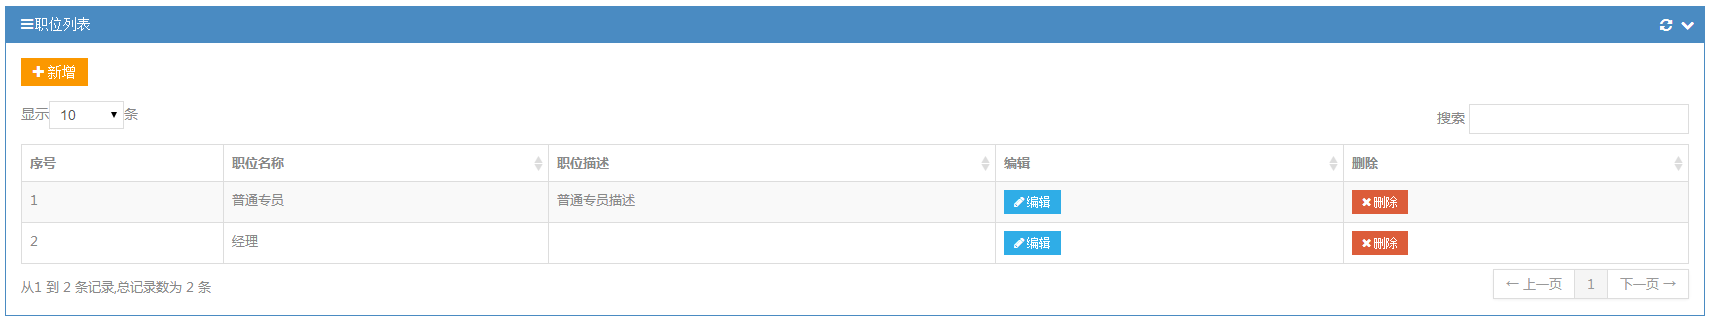 职位列表
新增
显示 10 条
搜索
序号 职位名称 职位描述 编辑 删除
1 普通专员 普通专员描述 编辑 删除
2 经理 编辑 删除
从1 到 2 条记录,总记录数为 2 条
← 上一页 1 下一页 →